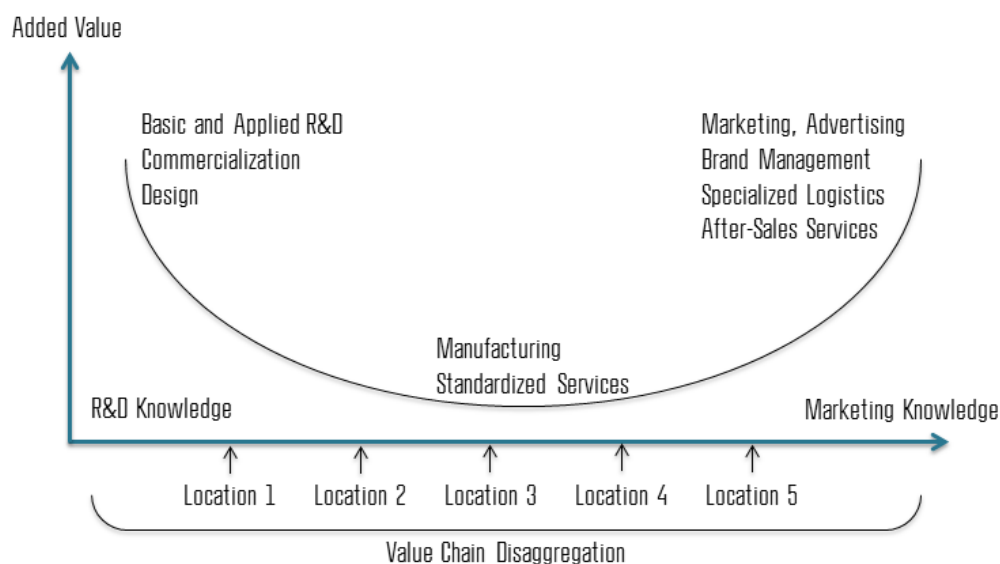 Added Value
Basic and Applied R&D
Commercialization
Design
Marketing, Advertising
Brand Management
Specialized Logistics
After-Sales Services
Manufacturing
Standardized Services
R&D Knowledge
Marketing Knowledge
Location 1
Location 2
Location 3
Location 4
Location 5
Value Chain Disaggregation